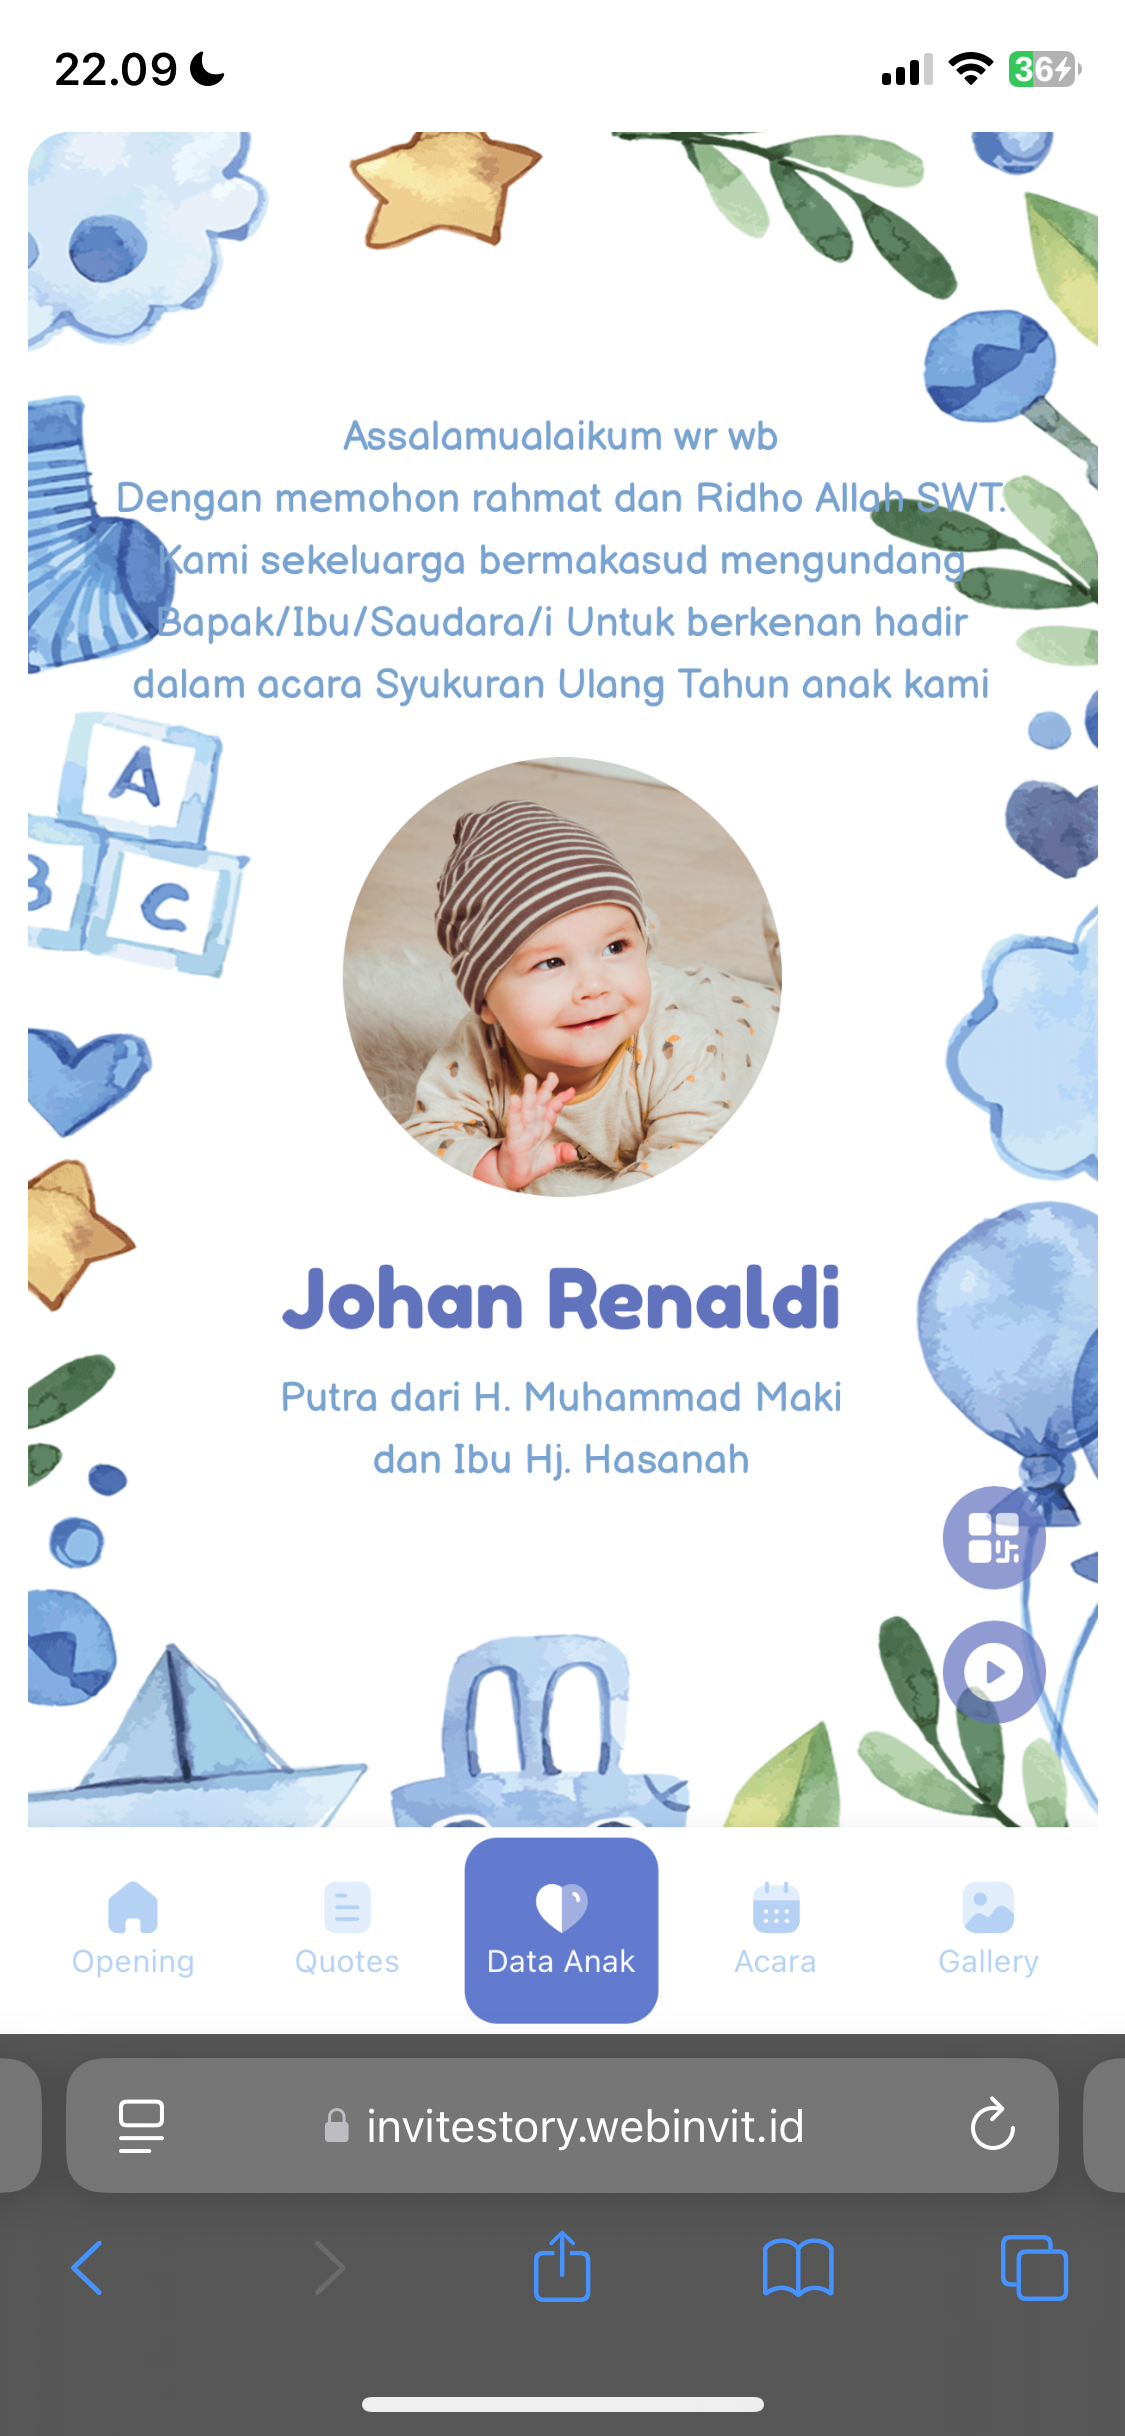 22.09
36
Assalamualaikum wr wb
Dengan memohon rahmat dan Ridho Allah SWT.
Kami sekeluarga bermakasud mengundang
Bapak/Ibu/Saudara/i Untuk berkenan hadir
dalam acara Syukuran Ulang Tahun anak kami
A
B C
Johan Renaldi
Putra dari H. Muhammad Maki
dan Ibu Hj. Hasanah
Opening Quotes Data Anak Acara Gallery
invitestory.webinvit.id